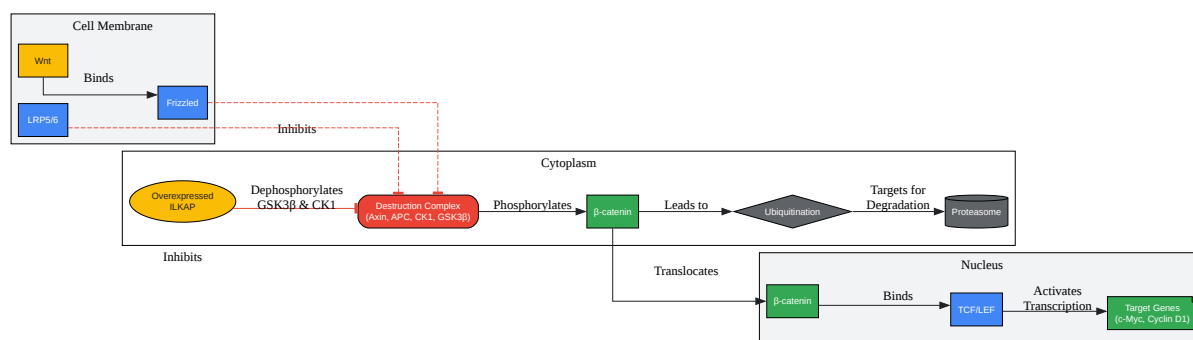 Cell Membrane
Wnt
Binds
Frizzled
LRP5/6
Inhibits
Cytoplasm
Overexpressed
ILKAP
Dephosphorylates
GSK3β & CK1
Destruction Complex
(Axin, APC, CK1, GSK3β)
Phosphorylates
β-catenin
Leads to
Ubiquitination
Targets for
Degradation
Proteasome
Inhibits
Translocates
Nucleus
β-catenin
Binds
TCF/LEF
Activates
Transcription
Target Genes
(c-Myc, Cyclin D1)